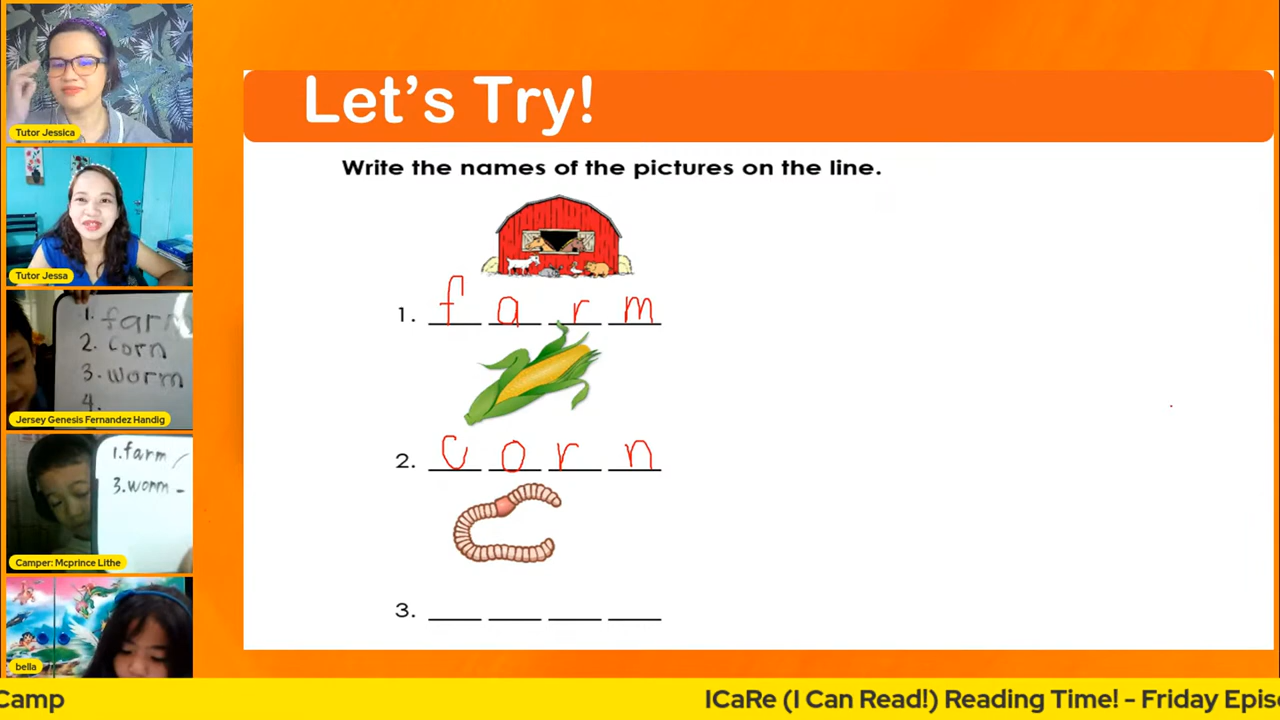 Let's Try!
Write the names of the pictures on the line.
1. f a r m
2. c o r n
3.
Tutor Jessica
Tutor Jessa
1. farm
2. corn
3. worm
4.
Jersey Genesis Fernandez Handig
1. farm
3. worm
Camper: Mcprince Lithe
bella
Camp
ICaRe (I Can Read!) Reading Time! - Friday Epis